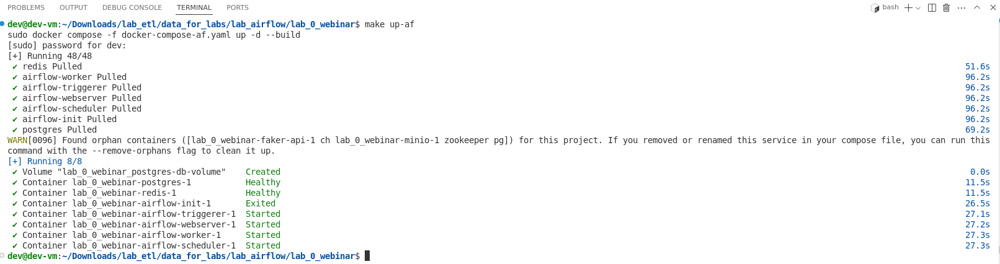 PROBLEMS OUTPUT DEBUG CONSOLE TERMINAL PORTS bash
dev@dev-vm:~/Downloads/lab_etl/data_for_labs/lab_airflow/lab_0_webinar$ make up-af
sudo docker compose -f docker-compose-af.yaml up -d --build
[sudo] password for dev:
[+] Running 48/48
✔ redis Pulled 51.6s
✔ airflow-worker Pulled 96.2s
✔ airflow-triggerer Pulled 96.2s
✔ airflow-webserver Pulled 96.2s
✔ airflow-scheduler Pulled 96.2s
✔ airflow-init Pulled 96.2s
✔ postgres Pulled 69.2s
WARN[0096] Found orphan containers ([lab_0_webinar-faker-api-1 ch lab_0_webinar-minio-1 zookeeper pg]) for this project. If you removed or renamed this service in your compose file, you can run this
command with the --remove-orphans flag to clean it up.
[+] Running 8/8
✔ Volume "lab_0_webinar_postgres-db-volume" Created 0.0s
✔ Container lab_0_webinar-postgres-1 Healthy 11.5s
✔ Container lab_0_webinar-redis-1 Healthy 11.5s
✔ Container lab_0_webinar-airflow-init-1 Exited 26.5s
✔ Container lab_0_webinar-airflow-triggerer-1 Started 27.1s
✔ Container lab_0_webinar-airflow-webserver-1 Started 27.2s
✔ Container lab_0_webinar-airflow-worker-1 Started 27.3s
✔ Container lab_0_webinar-airflow-scheduler-1 Started 27.3s
dev@dev-vm:~/Downloads/lab_etl/data_for_labs/lab_airflow/lab_0_webinar$